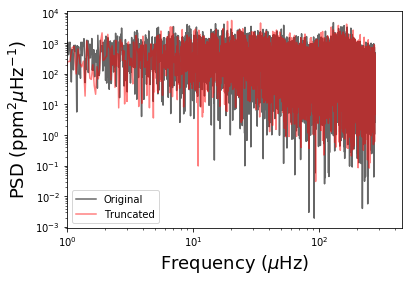 PSD (ppm²μHz⁻¹)
10⁴
10³
10²
10¹
10⁰
10⁻¹
10⁻²
10⁻³
Original
Truncated
10⁰ 10¹ 10²
Frequency (μHz)